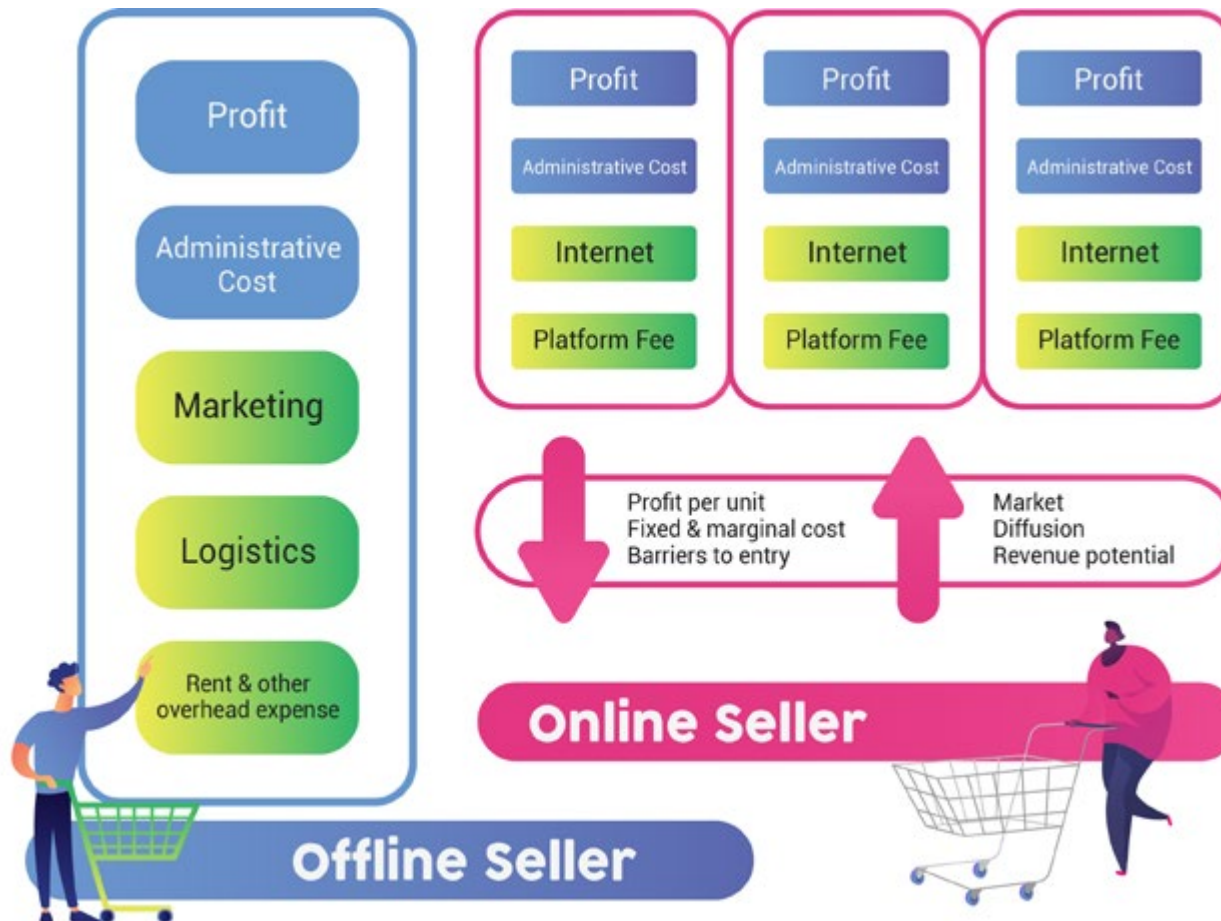 Profit
Administrative
Cost
Marketing
Logistics
Rent & other
overhead expense
Offline Seller
Profit
Administrative Cost
Internet
Platform Fee
Profit
Administrative Cost
Internet
Platform Fee
Profit
Administrative Cost
Internet
Platform Fee
Profit per unit
Fixed & marginal cost
Barriers to entry
Market
Diffusion
Revenue potential
Online Seller